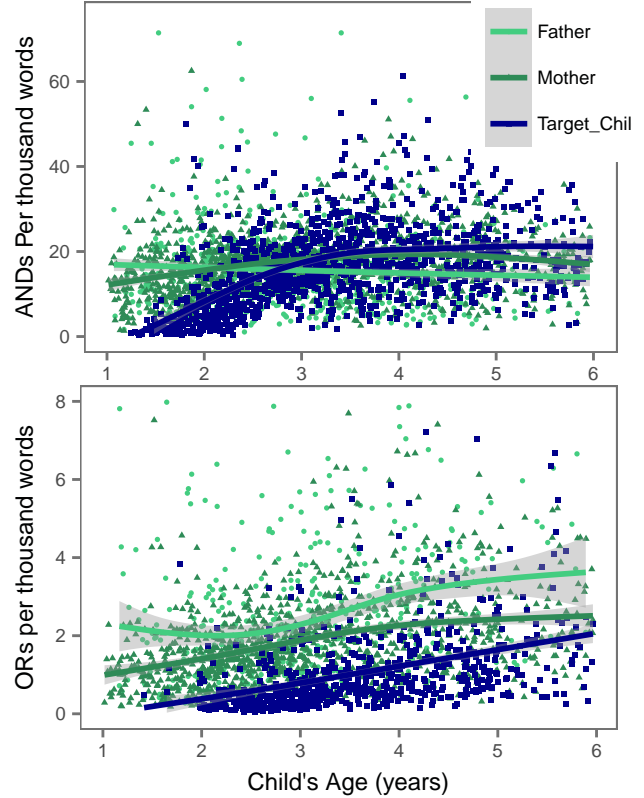 Father
Mother
Target_Chil
ANDs Per thousand words
60
40
20
0
1 2 3 4 5 6
ORs per thousand words
8
6
4
2
0
1 2 3 4 5 6
Child's Age (years)